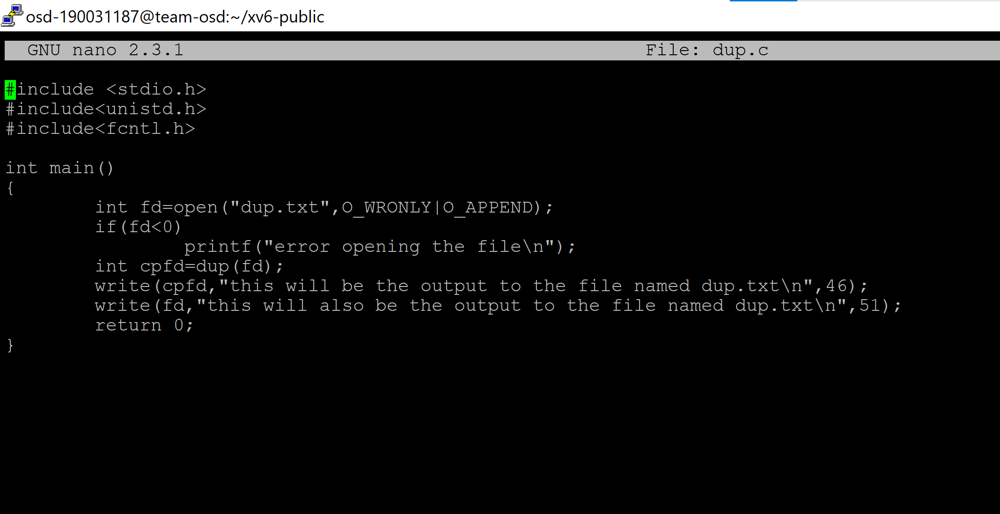 osd-190031187@team-osd:~/xv6-public
GNU nano 2.3.1 File: dup.c
#include <stdio.h>
#include<unistd.h>
#include<fcntl.h>
int main()
{
int fd=open("dup.txt",O_WRONLY|O_APPEND);
if(fd<0)
printf("error opening the file\n");
int cpfd=dup(fd);
write(cpfd,"this will be the output to the file named dup.txt\n",46);
write(fd,"this will also be the output to the file named dup.txt\n",51);
return 0;
}